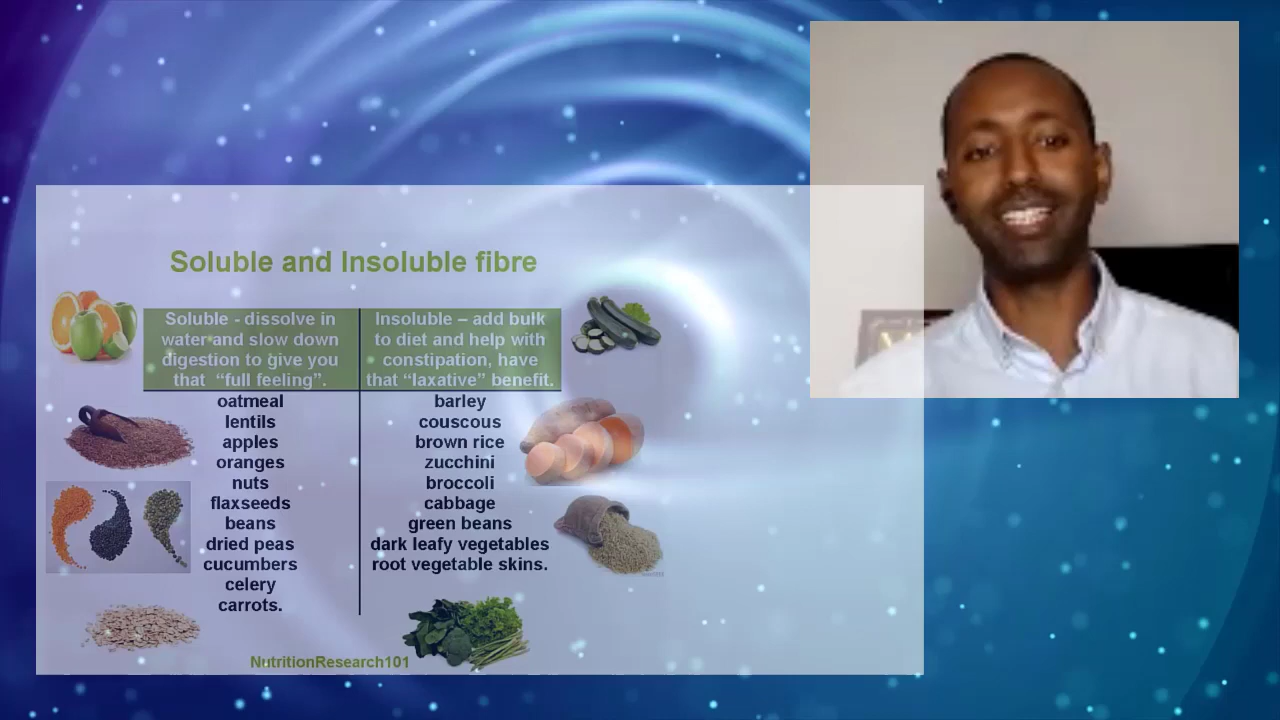 Soluble and Insoluble fibre
Soluble - dissolve in
water and slow down
digestion to give you
that “full feeling”.
Insoluble – add bulk
to diet and help with
constipation, have
that “laxative” benefit.
oatmeal
lentils
apples
oranges
nuts
flaxseeds
beans
dried peas
cucumbers
celery
carrots.
barley
couscous
brown rice
zucchini
broccoli
cabbage
green beans
dark leafy vegetables
root vegetable skins.
NutritionResearch101